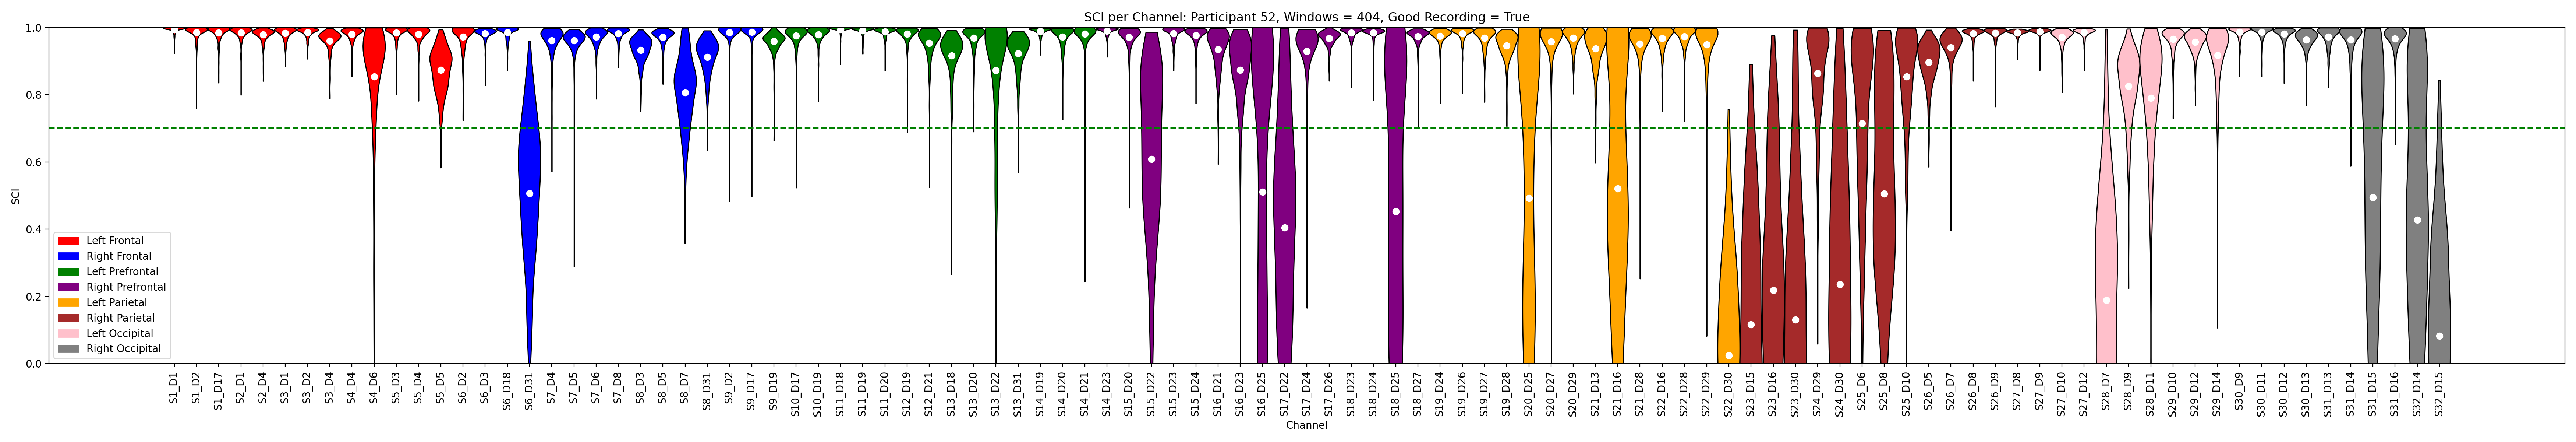 SCI per Channel: Participant 52, Windows = 404, Good Recording = True
SCI
1.0
0.8
0.6
0.4
0.2
0.0
Left Frontal
Right Frontal
Left Prefrontal
Right Prefrontal
Left Parietal
Right Parietal
Left Occipital
Right Occipital
S1_D1
S1_D2
S1_D17
S2_D1
S2_D4
S3_D1
S3_D2
S3_D4
S4_D4
S4_D6
S5_D3
S5_D4
S5_D5
S6_D2
S6_D3
S6_D18
S6_D31
S7_D4
S7_D5
S7_D6
S7_D8
S8_D3
S8_D5
S8_D7
S8_D31
S9_D2
S9_D17
S9_D19
S10_D17
S10_D19
S11_D18
S11_D19
S11_D20
S12_D19
S12_D21
S13_D18
S13_D20
S13_D22
S13_D31
S14_D19
S14_D20
S14_D21
S14_D23
S15_D20
S15_D22
S15_D23
S15_D24
S16_D21
S16_D23
S16_D25
S17_D22
S17_D24
S17_D26
S18_D23
S18_D24
S18_D25
S18_D27
S19_D24
S19_D26
S19_D27
S19_D28
S20_D25
S20_D27
S20_D29
S21_D13
S21_D16
S21_D28
S22_D16
S22_D28
S22_D29
S22_D30
S23_D15
S23_D16
S23_D30
S24_D29
S24_D30
S25_D6
S25_D8
S25_D10
S26_D5
S26_D7
S26_D8
S26_D9
S27_D8
S27_D9
S27_D10
S27_D12
S28_D7
S28_D9
S28_D11
S29_D10
S29_D12
S29_D14
S30_D9
S30_D11
S30_D12
S30_D13
S31_D13
S31_D14
S31_D15
S31_D16
S32_D14
S32_D15
Channel